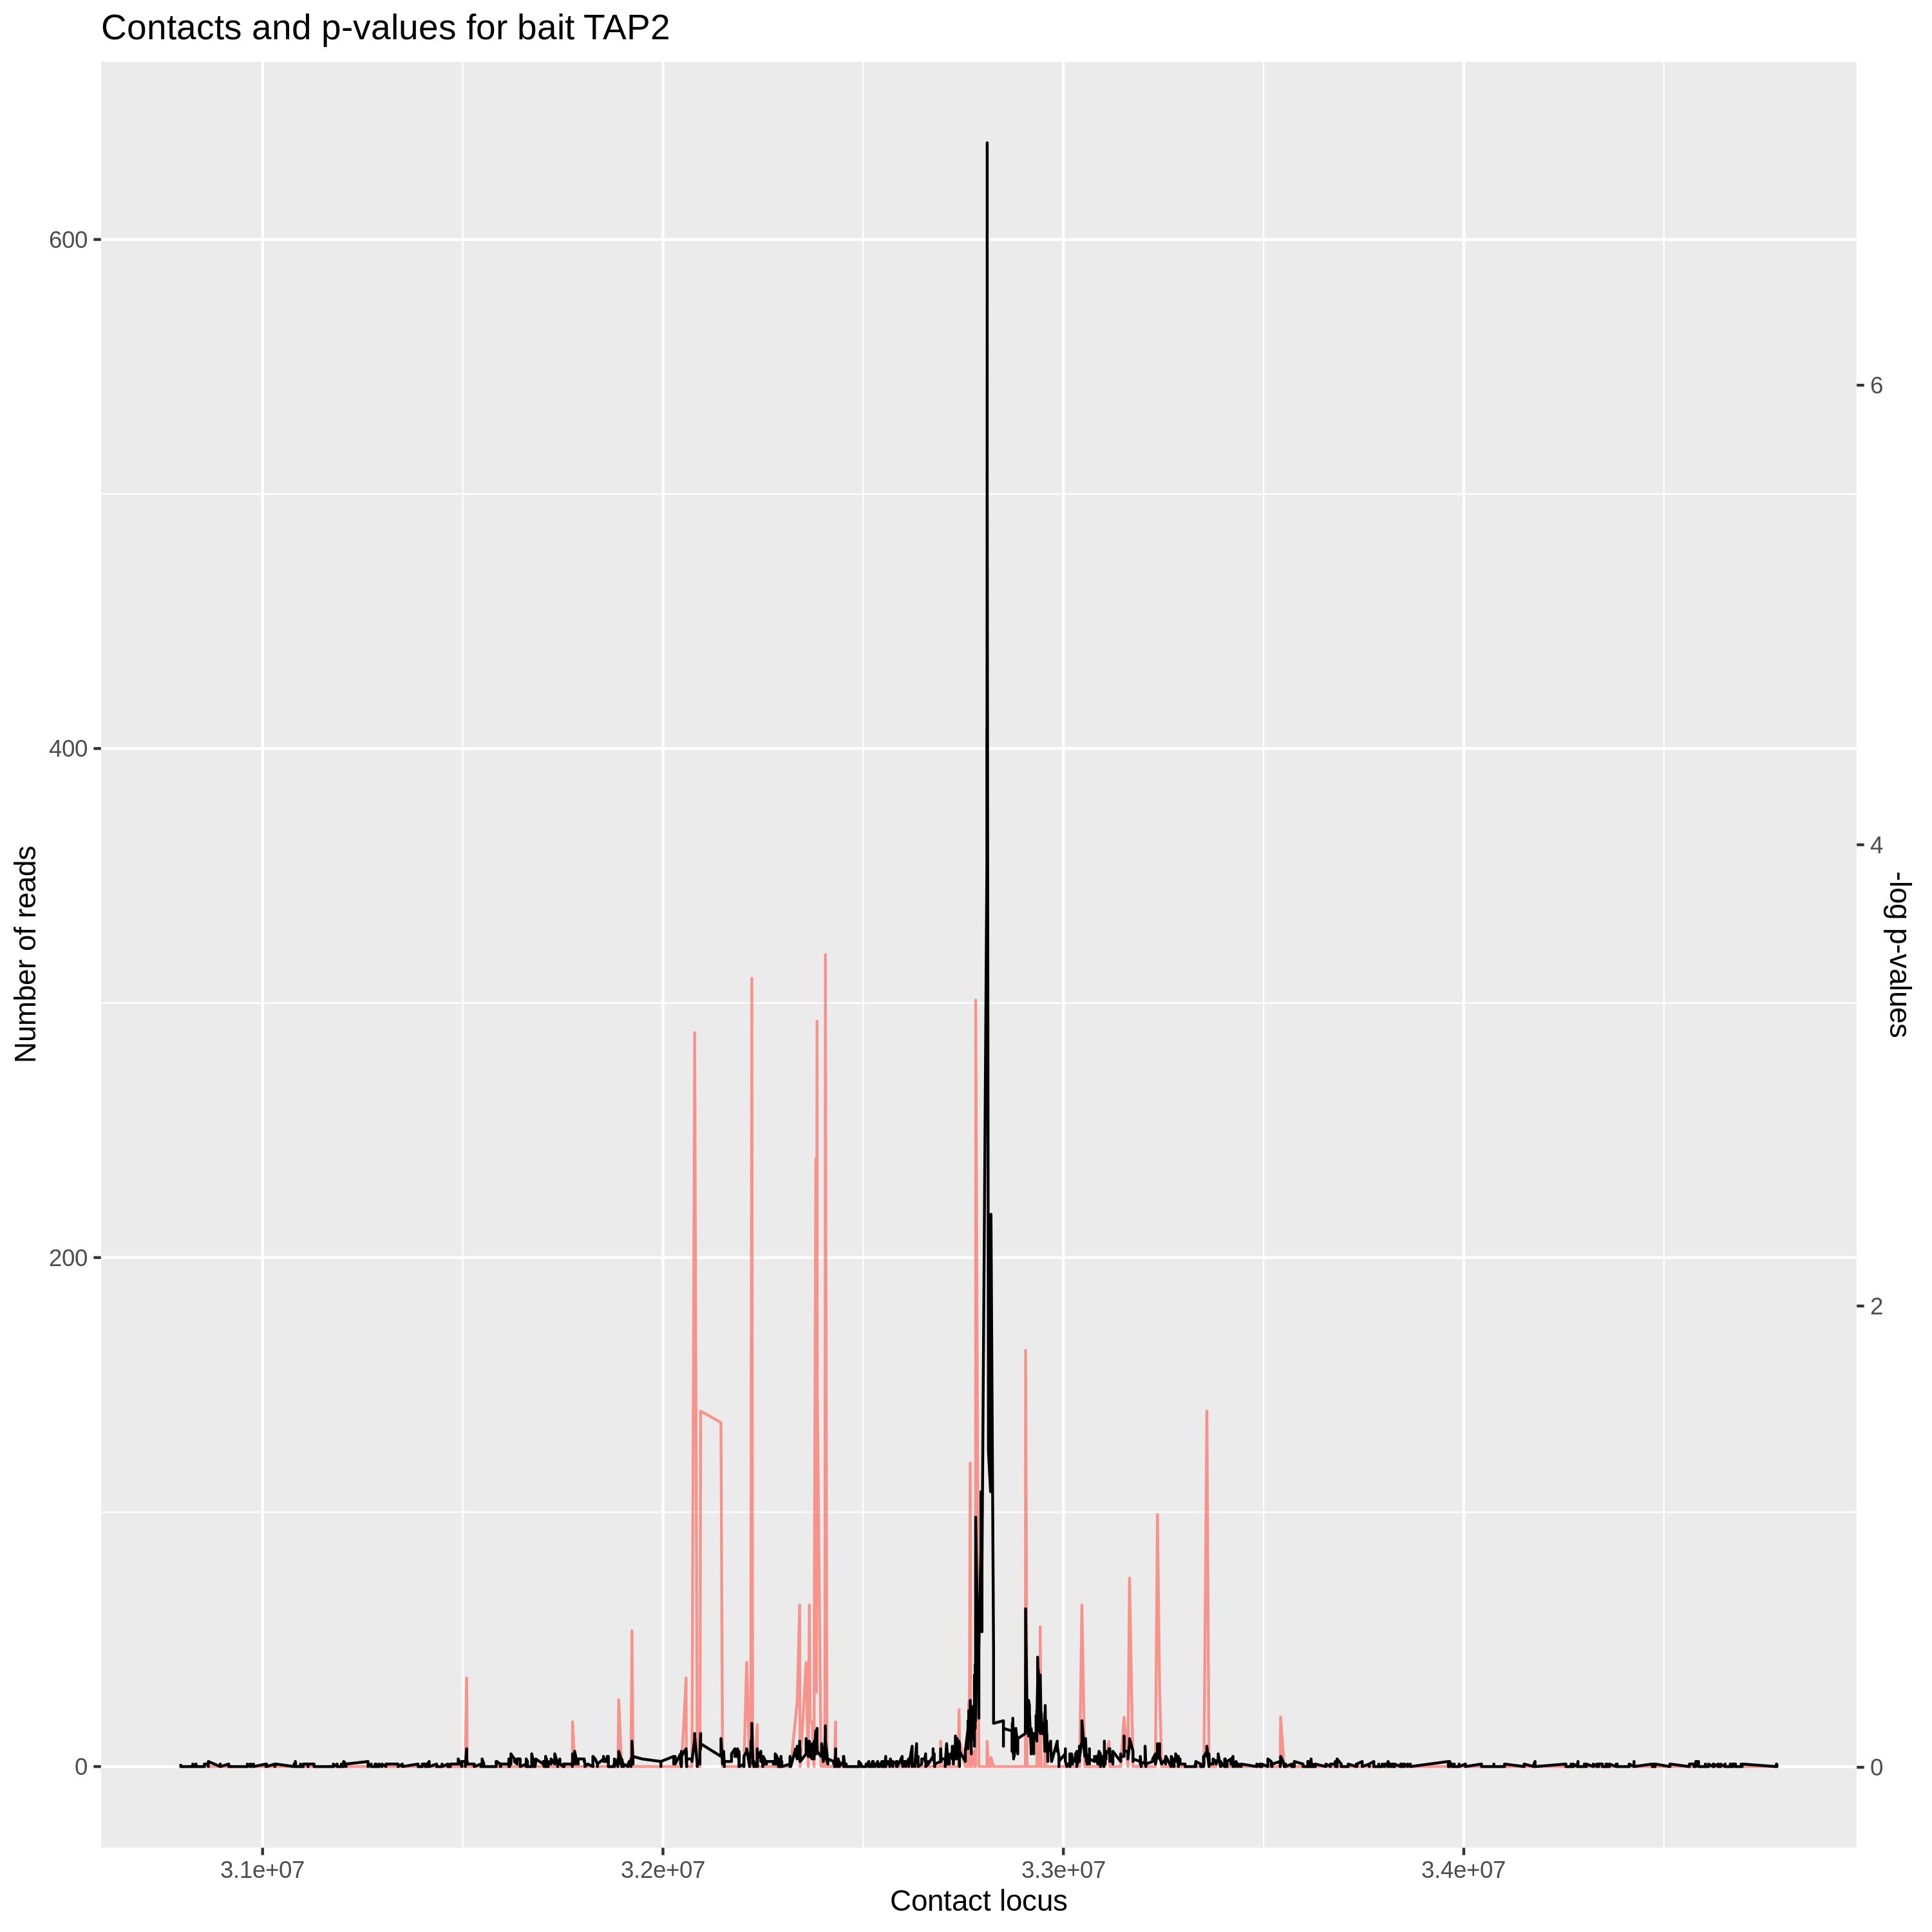 Contacts and p-values for bait TAP2
600
400
200
0
Number of reads
6
4
2
0
-log p-values
3.1e+07
3.2e+07
3.3e+07
3.4e+07
Contact locus